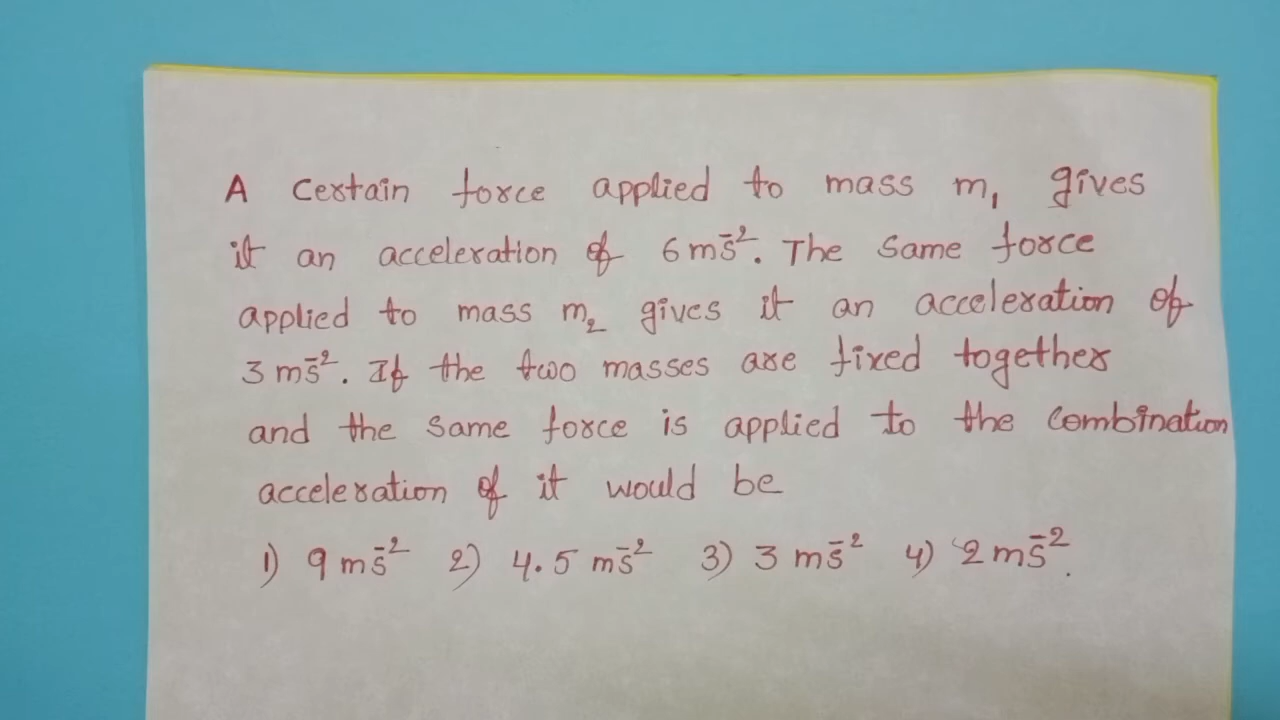 A certain force applied to mass m₁ gives
it an acceleration of 6 ms⁻². The same force
applied to mass m₂ gives it an acceleration of
3 ms⁻². If the two masses are fixed together
and the same force is applied to the combination
acceleration of it would be
1) 9 ms⁻² 2) 4.5 ms⁻² 3) 3 ms⁻² 4) 2 ms⁻².